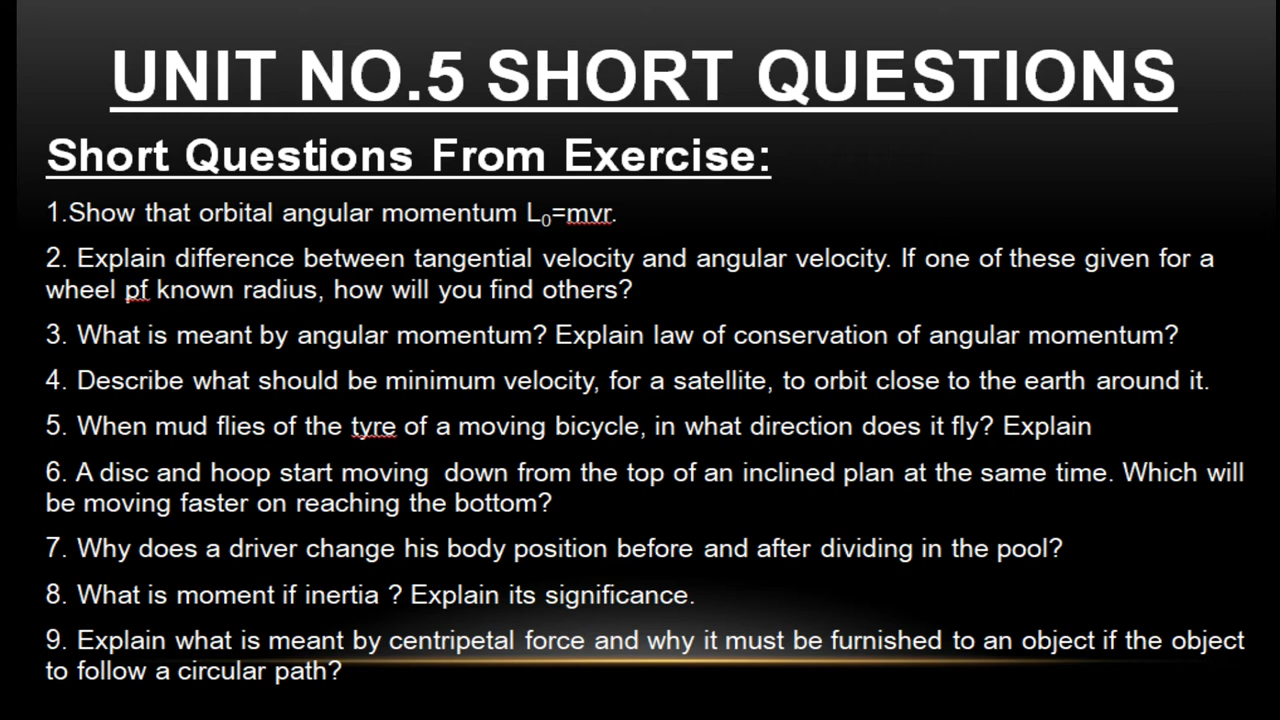 UNIT NO.5 SHORT QUESTIONS
Short Questions From Exercise:
1.Show that orbital angular momentum L₀=mvr.
2. Explain difference between tangential velocity and angular velocity. If one of these given for a
wheel pf known radius, how will you find others?
3. What is meant by angular momentum? Explain law of conservation of angular momentum?
4. Describe what should be minimum velocity, for a satellite, to orbit close to the earth around it.
5. When mud flies of the tyre of a moving bicycle, in what direction does it fly? Explain
6. A disc and hoop start moving  down from the top of an inclined plan at the same time. Which will
be moving faster on reaching the bottom?
7. Why does a driver change his body position before and after dividing in the pool?
8. What is moment if inertia ? Explain its significance.
9. Explain what is meant by centripetal force and why it must be furnished to an object if the object
to follow a circular path?